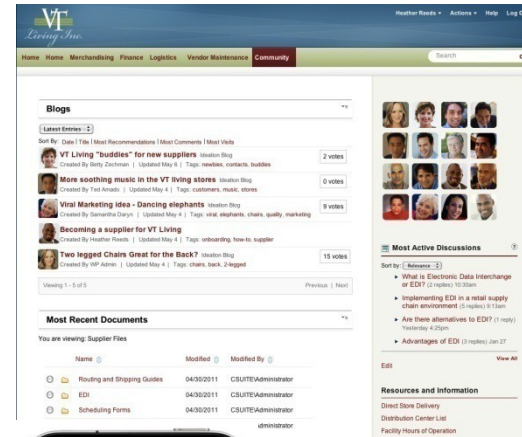 VT
Living Inc.
Heather Reeds Actions Help Log
Home Home Merchandising Finance Logistics Vendor Maintenance Community
Search
Blogs
Latest Entries
Sort By: Date | Title | Most Recommendations | Most Comments | Most Visits
VT Living "buddies" for new suppliers Ideation Blog
Created By Betty Zechman | Updated May 6 | Tags: newbies, contacts, buddies
2 votes
More soothing music in the VT living stores Ideation Blog
Created By Ted Amado | Updated May 4 | Tags: customers, music, stores
0 votes
Viral Marketing idea - Dancing elephants Ideation Blog
Created By Samantha Daryn | Updated May 4 | Tags: viral, elephants, chairs, quality, marketing
9 votes
Becoming a supplier for VT Living
Created By Heather Reeds | Updated May 4 | Tags: onboarding, how-to, supplier
Two legged Chairs Great for the Back? Ideation Blog
Created By WP Admin | Updated May 4 | Tags: chairs, back, 2-legged
15 votes
Viewing 1 - 5 of 5
Previous | Next
Most Recent Documents
You are viewing: Supplier Files
Name Modified Modified By
Routing and Shipping Guides 04/30/2011 CSUITE\Administrator
EDI 04/30/2011 CSUITE\Administrator
Scheduling Forms 04/30/2011 CSUITE\Administrator
Most Active Discussions
Sort by: Relevance
What is Electronic Data Interchange
or EDI? (2 replies) 10:30am
Implementing EDI in a retail supply
chain environment (5 replies) 9:13am
Are there alternatives to EDI? (1 reply)
Yesterday 4:25pm
Advantages of EDI (3 replies) Jan 27
View All
Edit
Resources and Information
Direct Store Delivery
Distribution Center List
Facility Hours of Operation